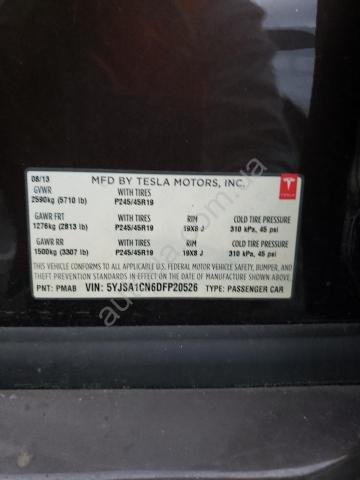 08/13 MFD BY TESLA MOTORS, INC.
GVWR WITH TIRES
2590kg (5710 lb) P245/45R19
GAWR FRT WITH TIRES RIM COLD TIRE PRESSURE
1276kg (2813 lb) P245/45R19 19X8 J 310 kPa, 45 psi
GAWR RR WITH TIRES RIM COLD TIRE PRESSURE
1500kg (3307 lb) P245/45R19 19X8 J 310 kPa, 45 psi
THIS VEHICLE CONFORMS TO ALL FEDERAL MOTOR VEHICLE SAFETY, BUMPER, AND
THEFT STANDARDS IN EFFECT ON THE DATE OF MANUFACTURE SHOWN ABOVE.
PNT: PMAB VIN: 5YJSA1CN6DFP20526 TYPE: PASSENGER CAR